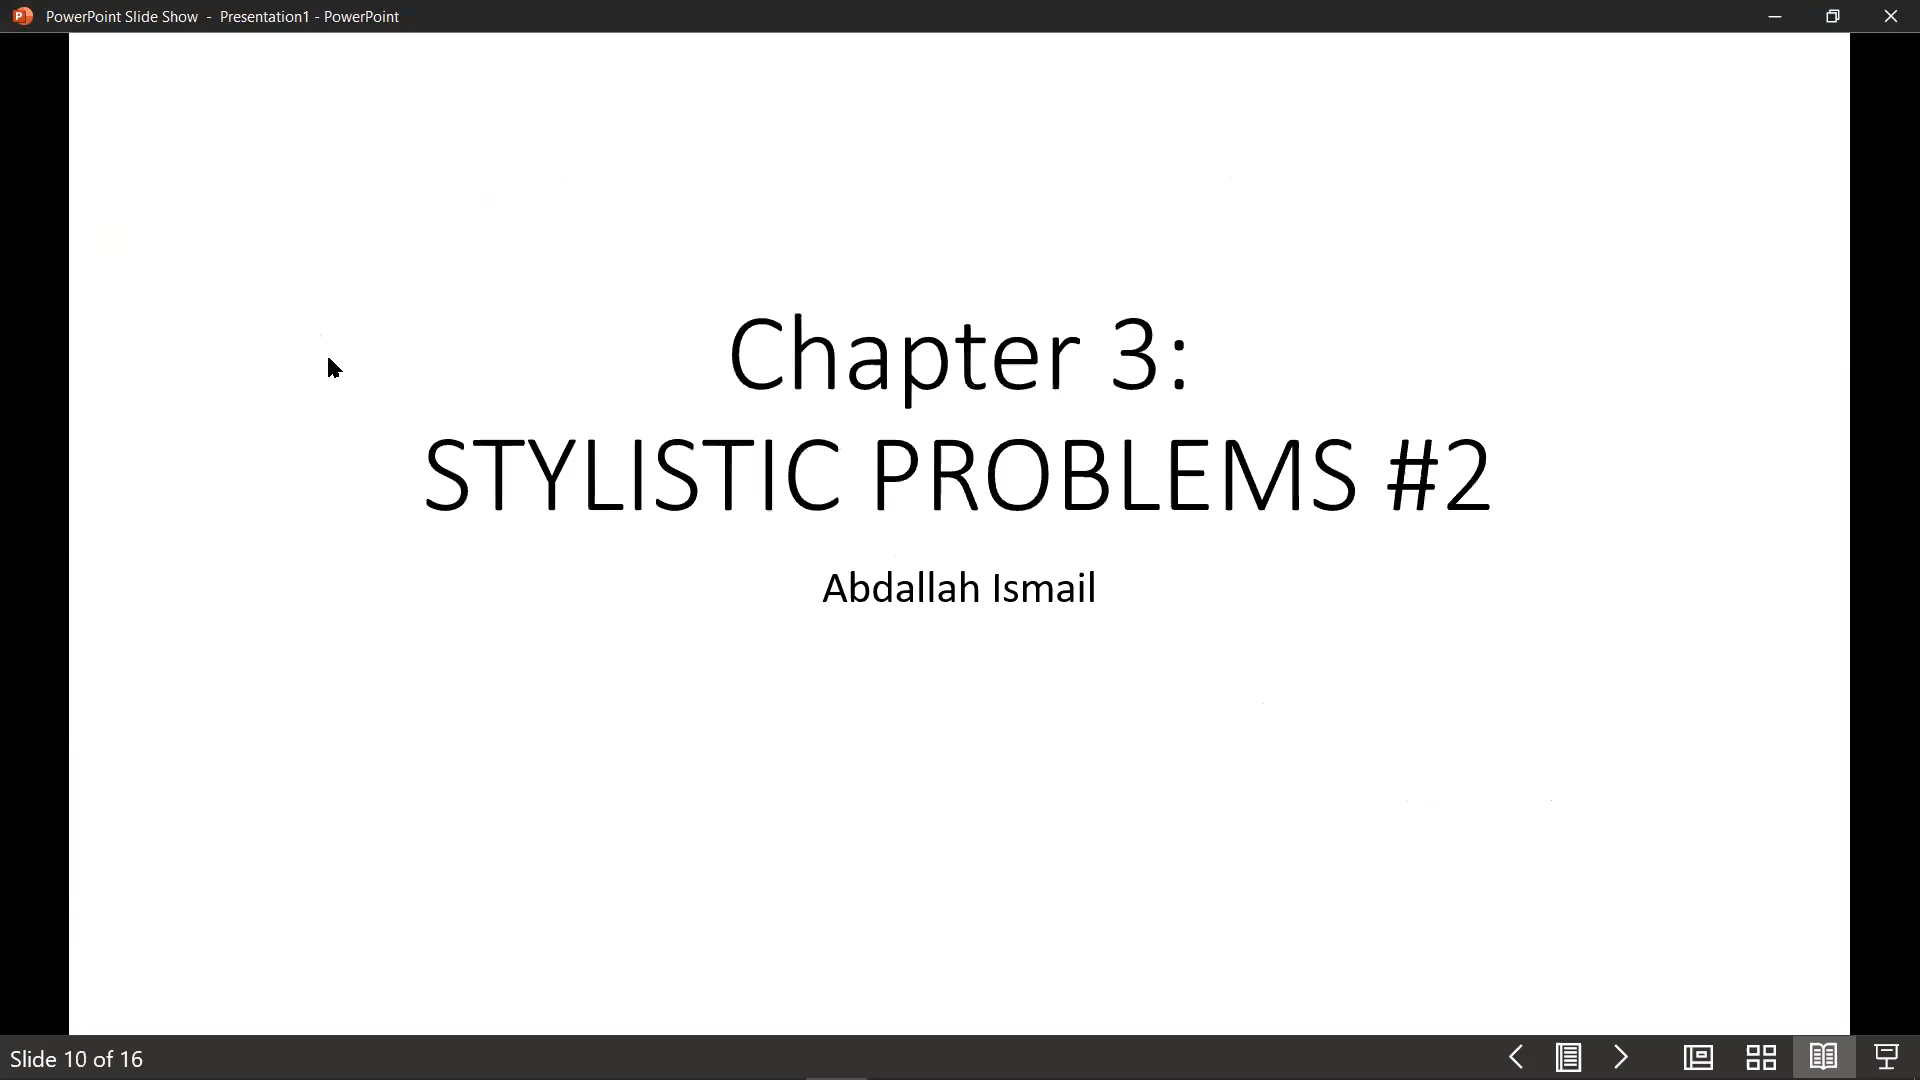 PowerPoint Slide Show - Presentation1 - PowerPoint
Chapter 3:
STYLISTIC PROBLEMS #2
Abdallah Ismail
Slide 10 of 16